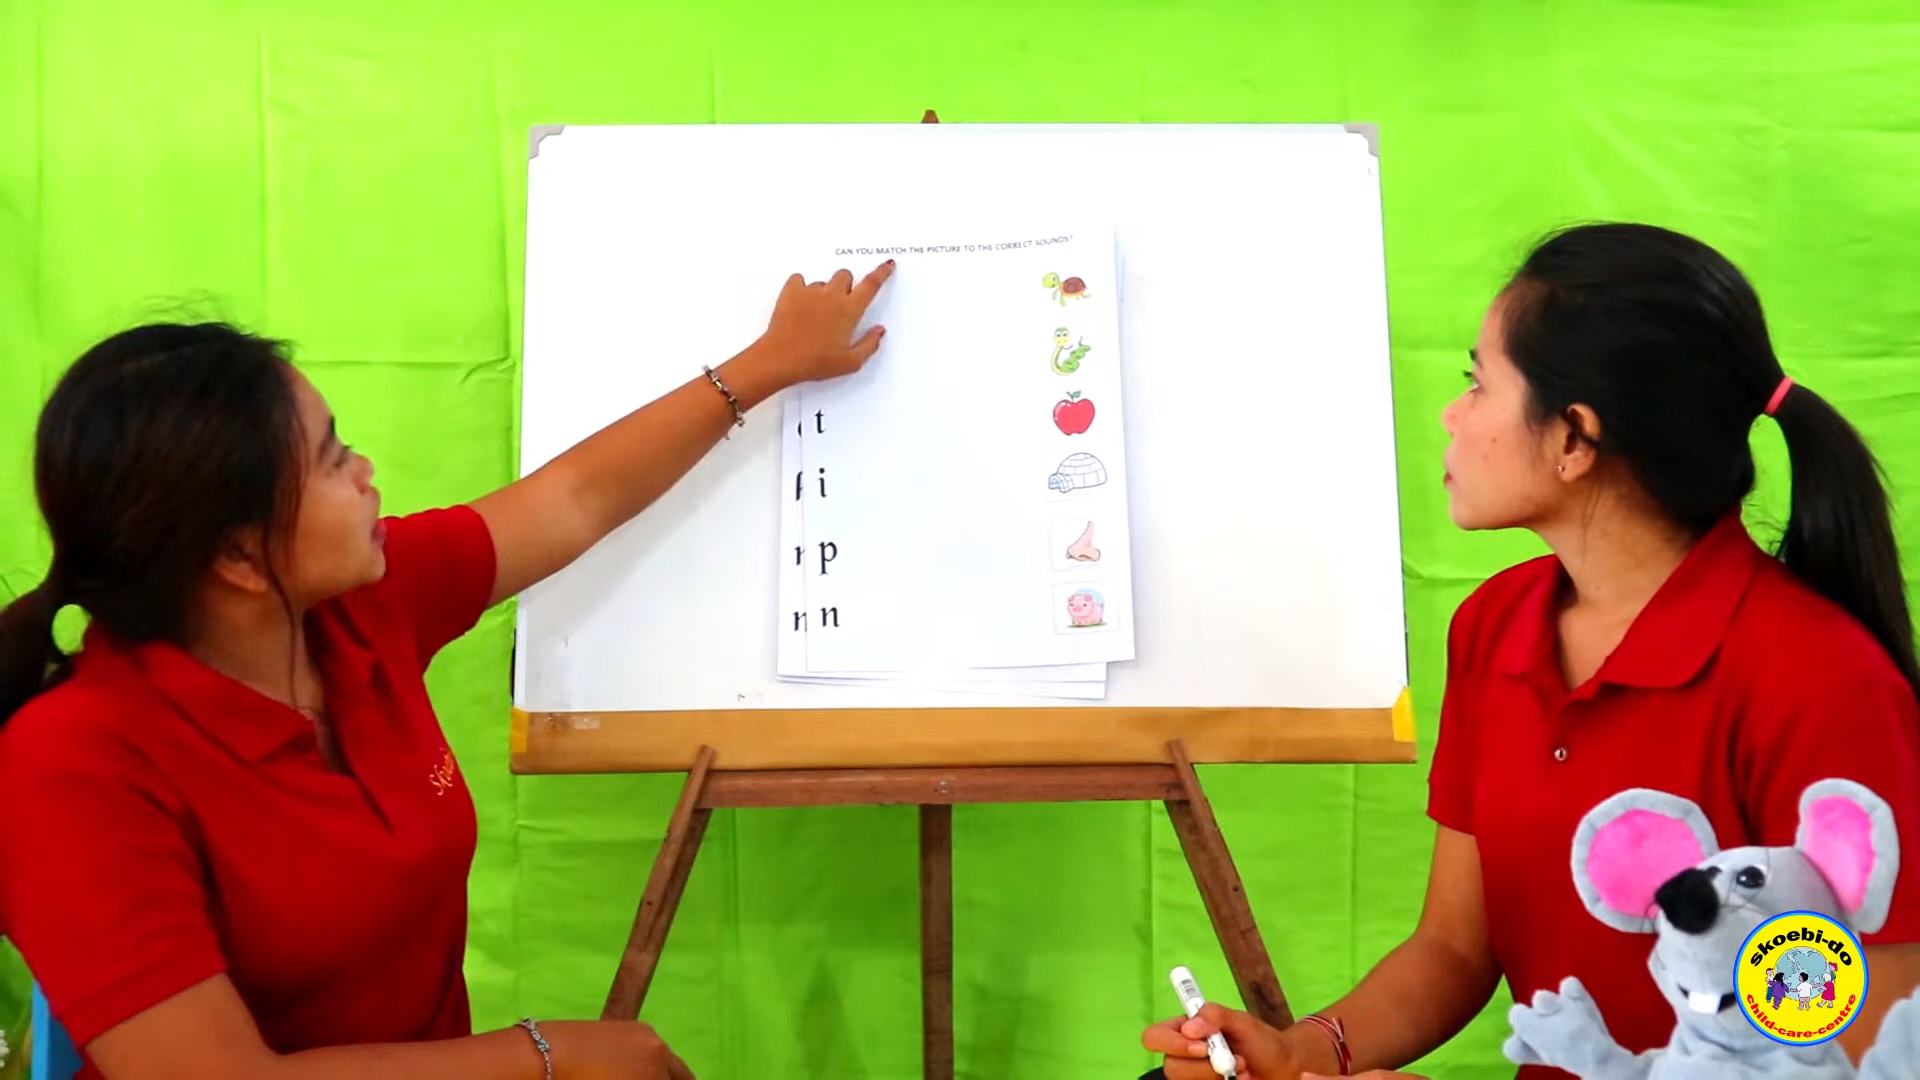 CAN YOU MATCH THE PICTURE TO THE CORRECT SOUNDS?
t
i
p
n
skoebi-do
child-care-centre